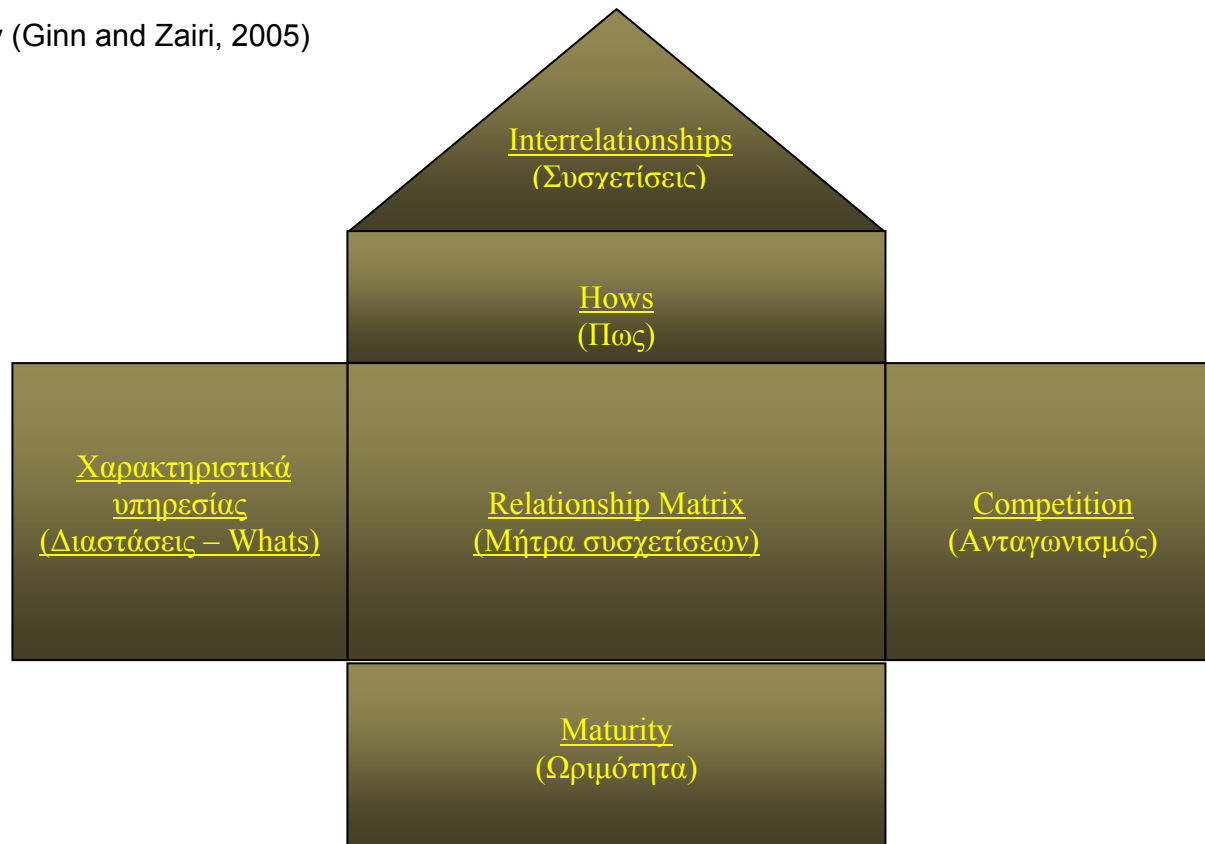 (Ginn and Zairi, 2005)
Interrelationships
(Συσχετίσεις)
Hows
(Πως)
Χαρακτηριστικά
υπηρεσίας
(Διαστάσεις – Whats)
Relationship Matrix
(Μήτρα συσχετίσεων)
Competition
(Ανταγωνισμός)
Maturity
(Ωριμότητα)